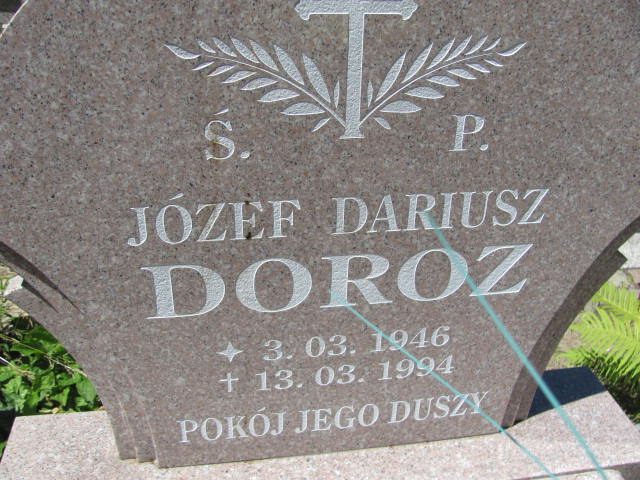 Ś. P.
JÓZEF DARIUSZ
DOROZ
3. 03. 1946
13. 03. 1994
POKÓJ JEGO DUSZY